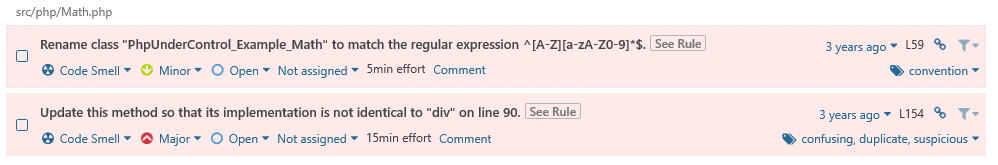 src/php/Math.php
Rename class "PhpUnderControl_Example_Math" to match the regular expression ^[A-Z][a-zA-Z0-9]*$. See Rule 3 years ago L59
Code Smell Minor Open Not assigned 5min effort Comment convention
Update this method so that its implementation is not identical to "div" on line 90. See Rule 3 years ago L154
Code Smell Major Open Not assigned 15min effort Comment confusing, duplicate, suspicious